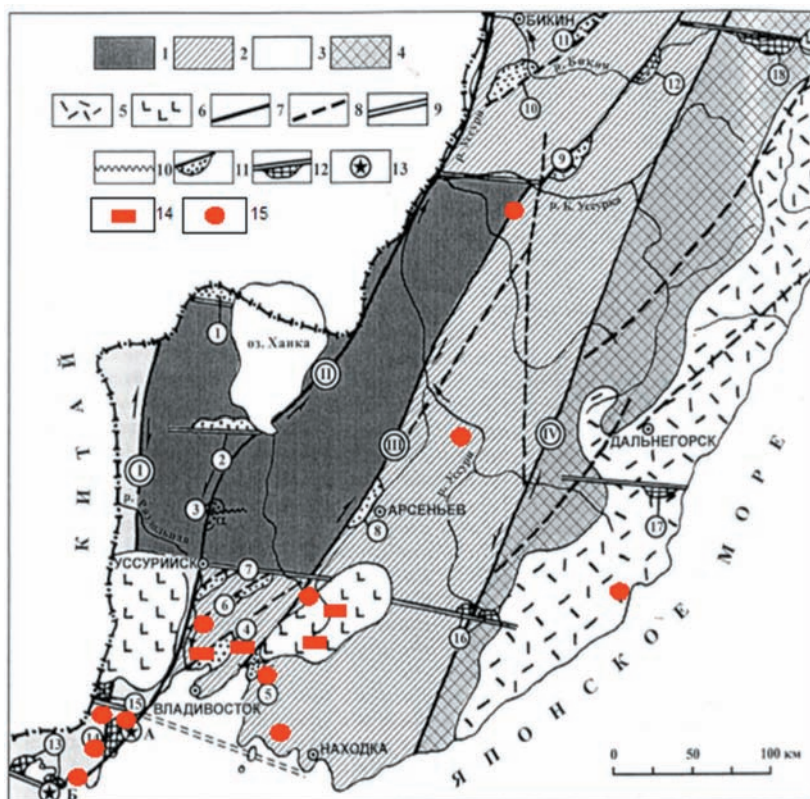 БИКИН
11
р. Бикин
1 2 3 4
12
18
10
5 6 7 8 9
р. Уссури
9
10 11 12 13
р. К. Уссурка
14 15
1
оз. Ханка
II
КИТАЙ
III
IV
ДАЛЬНЕГОРСК
I
2
р. Уссури
3
АРСЕНЬЕВ
8
17
р. Раздольная
УССУРИЙСК
7
6
4
16
5
ВЛАДИВОСТОК
15
А
14
13
НАХОДКА
Б
ЯПОНСКОЕ МОРЕ
0 50 100 км